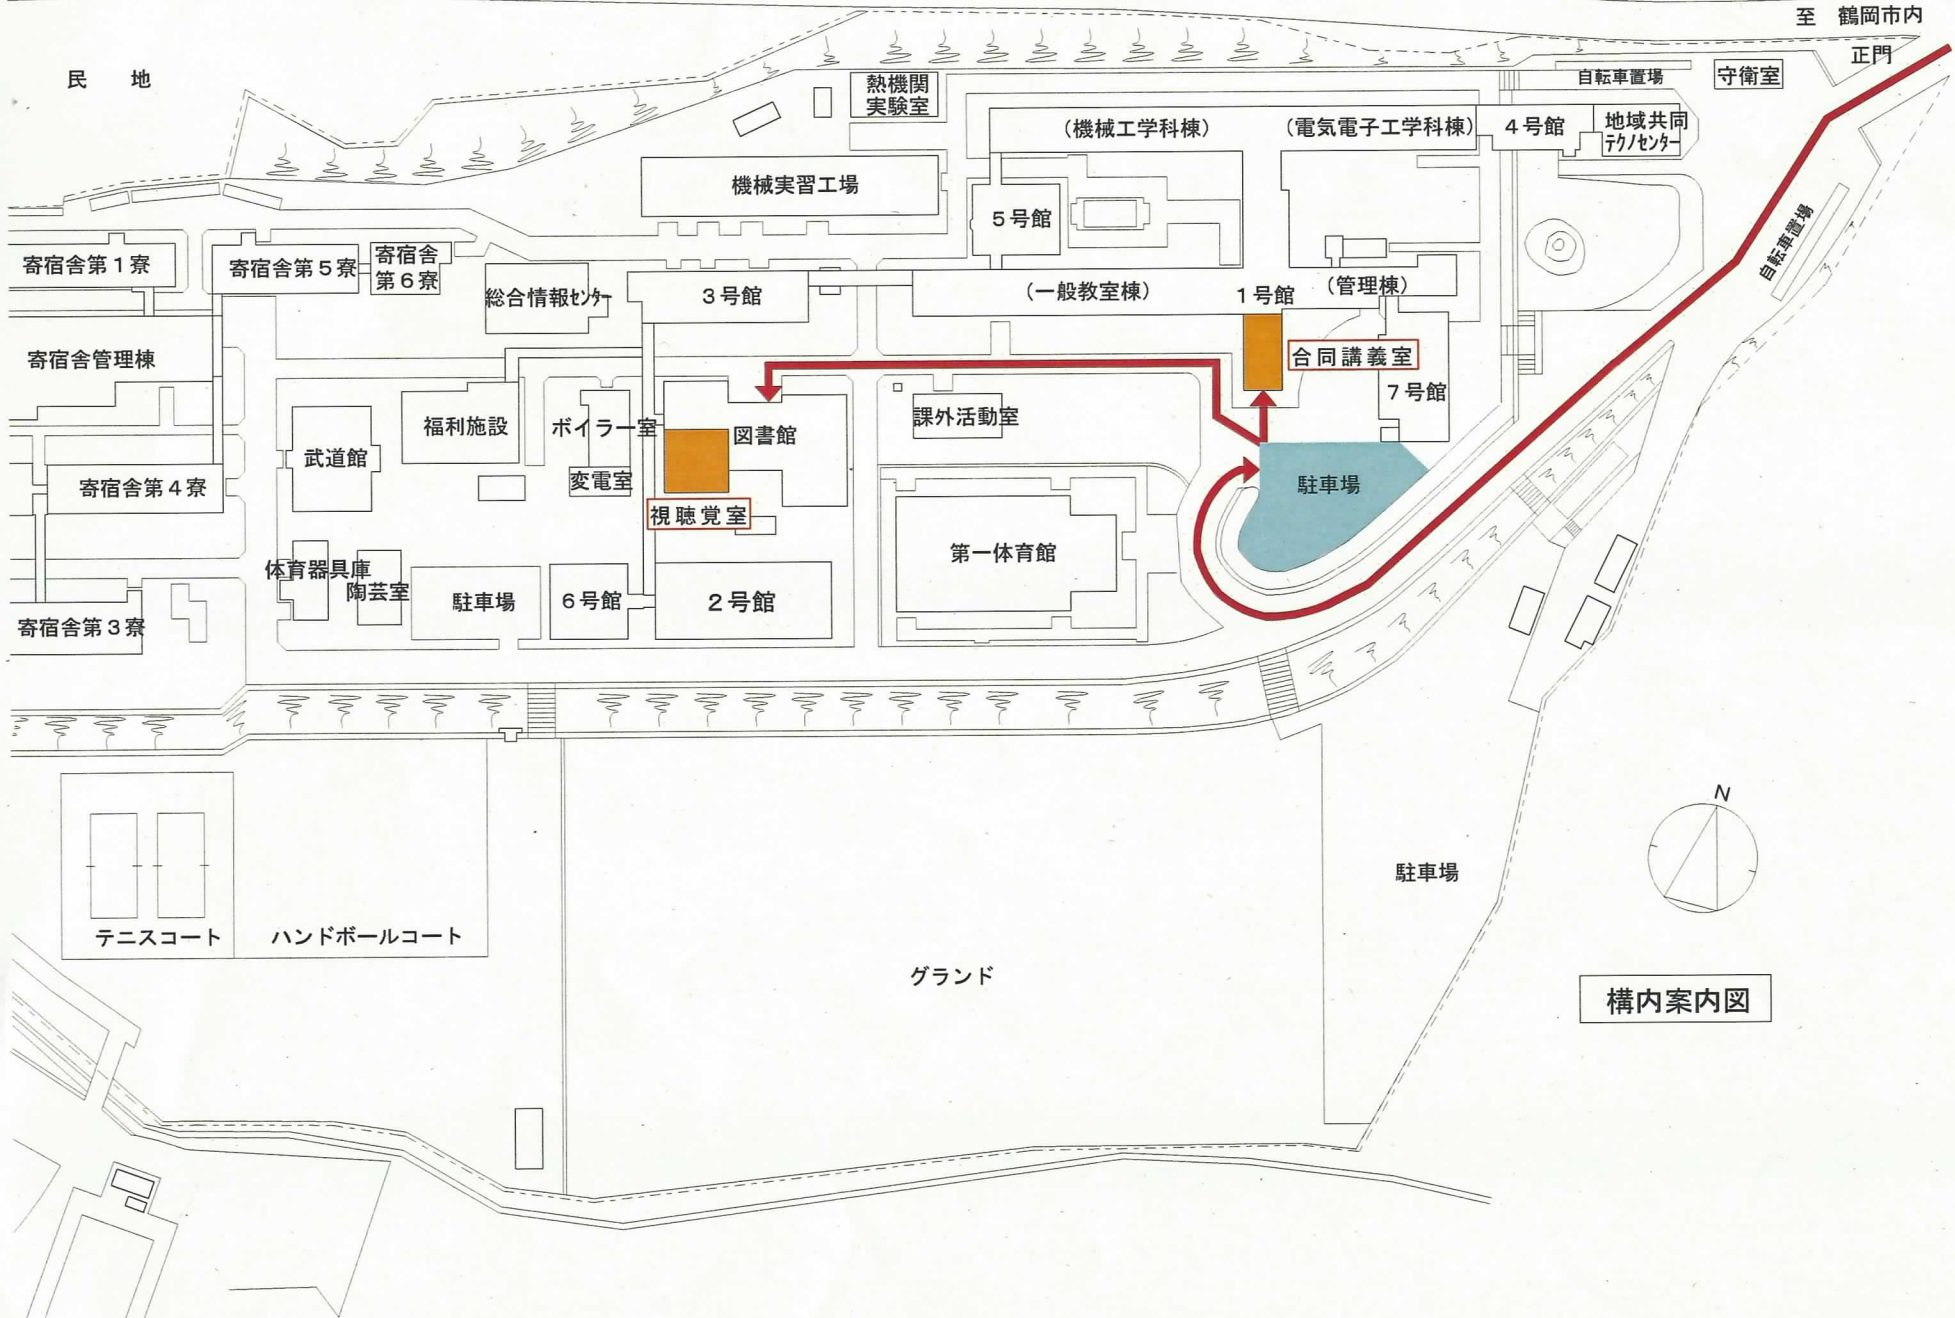 至 鶴岡市内
正門
民 地
熱機関
実験室
自転車置場
守衛室
(機械工学科棟)
(電気電子工学科棟)
4号館
地域共同
テクノセンター
機械実習工場
5号館
自転車置場
寄宿舎第1寮
寄宿舎第5寮
寄宿舎
第6寮
総合情報センター
3号館
(一般教室棟)
1号館
(管理棟)
寄宿舎管理棟
合同講義室
7号館
福利施設
ボイラー室
図書館
課外活動室
武道館
変電室
寄宿舎第4寮
駐車場
視聴覚室
第一体育館
体育器具庫
陶芸室
駐車場
6号館
2号館
寄宿舎第3寮
N
駐車場
テニスコート
ハンドボールコート
グランド
構内案内図